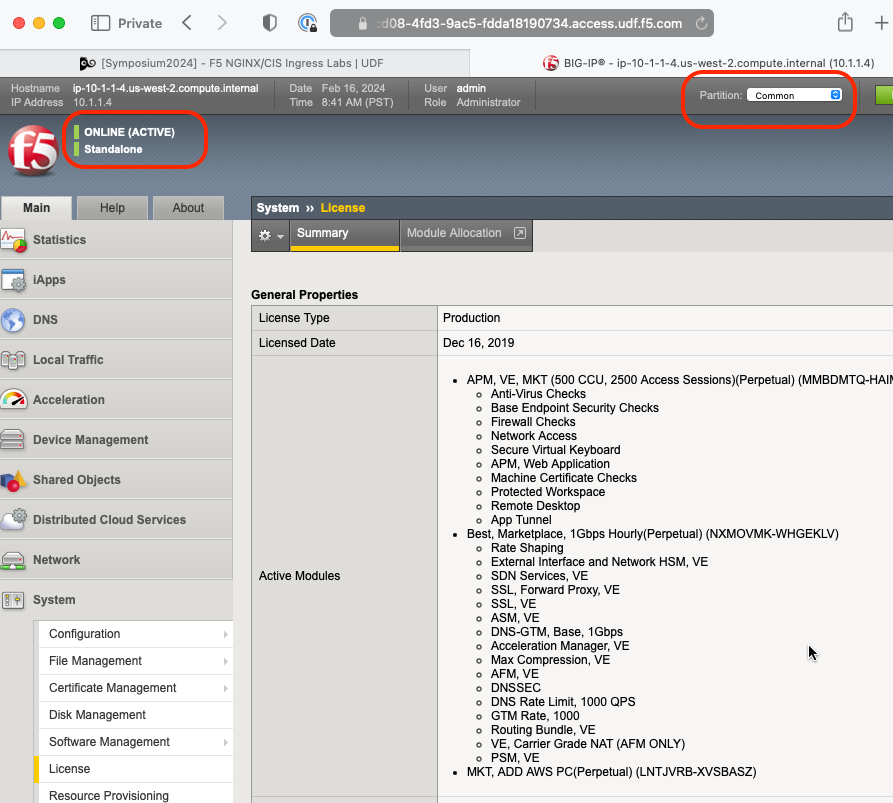 Private
d08-4fd3-9ac5-fdda18190734.access.udf.f5.com
[Symposium2024] - F5 NGINX/CIS Ingress Labs | UDF
BIG-IP® - ip-10-1-1-4.us-west-2.compute.internal (10.1.1.4)
Hostname ip-10-1-1-4.us-west-2.compute.internal Date Feb 16, 2024 User admin
IP Address 10.1.1.4 Time 8:41 AM (PST) Role Administrator
Partition: Common
f5
ONLINE (ACTIVE)
Standalone
Main Help About
System ›› License
Summary Module Allocation
Statistics
iApps
DNS
Local Traffic
Acceleration
Device Management
Shared Objects
Distributed Cloud Services
Network
System
Configuration
File Management
Certificate Management
Disk Management
Software Management
License
Resource Provisioning
General Properties
License Type Production
Licensed Date Dec 16, 2019
Active Modules
APM, VE, MKT (500 CCU, 2500 Access Sessions)(Perpetual) (MMBDMTQ-HAIM
Anti-Virus Checks
Base Endpoint Security Checks
Firewall Checks
Network Access
Secure Virtual Keyboard
APM, Web Application
Machine Certificate Checks
Protected Workspace
Remote Desktop
App Tunnel
Best, Marketplace, 1Gbps Hourly(Perpetual) (NXMOVMK-WHGEKLV)
Rate Shaping
External Interface and Network HSM, VE
SDN Services, VE
SSL, Forward Proxy, VE
SSL, VE
ASM, VE
DNS-GTM, Base, 1Gbps
Acceleration Manager, VE
Max Compression, VE
AFM, VE
DNSSEC
DNS Rate Limit, 1000 QPS
GTM Rate, 1000
Routing Bundle, VE
VE, Carrier Grade NAT (AFM ONLY)
PSM, VE
MKT, ADD AWS PC(Perpetual) (LNTJVRB-XVSBASZ)